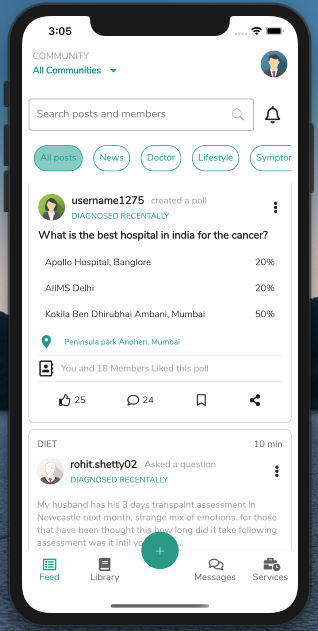 3:05
COMMUNITY
All Communities
Search posts and members
All posts News Doctor Lifestyle Symptor
username1275 created a poll
DIAGNOSED RECENTALLY
What is the best hospital in india for the cancer?
Apollo Hospital, Banglore 20%
AIIMS Delhi 20%
Kokila Ben Dhirubhai Ambani, Mumbai 50%
Peninsula park Andheri, Mumbai
You and 18 Members Liked this poll
25 24
DIET 10 min
rohit.shetty02 Asked a question
DIAGNOSED RECENTALLY
My husband has his 3 days transpalnt assessment in
Newcastle next month, strange mix of emotions. for those
that have been thought this how long did it take following
assessment was it intil yo
Feed Library + Messages Services